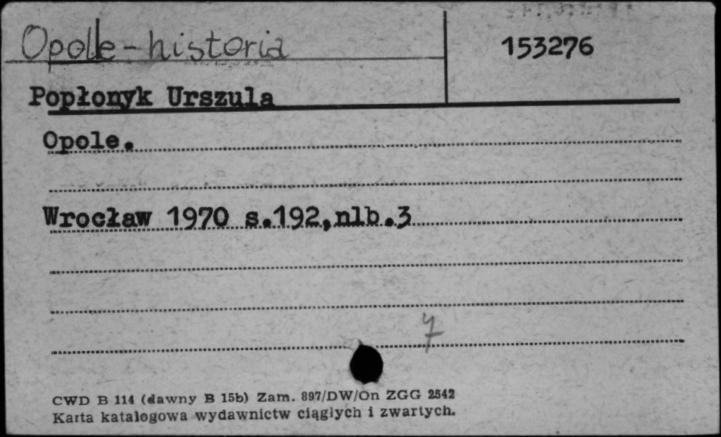 Opole - historia
153276
Popłonyk Urszula
Opole.
Wrocław 1970 s.192,nlb.3
7
CWD B 114 (dawny B 15b) Zam. 897/DW/On ZGG 2542
Karta katalogowa wydawnictw ciągłych i zwartych.